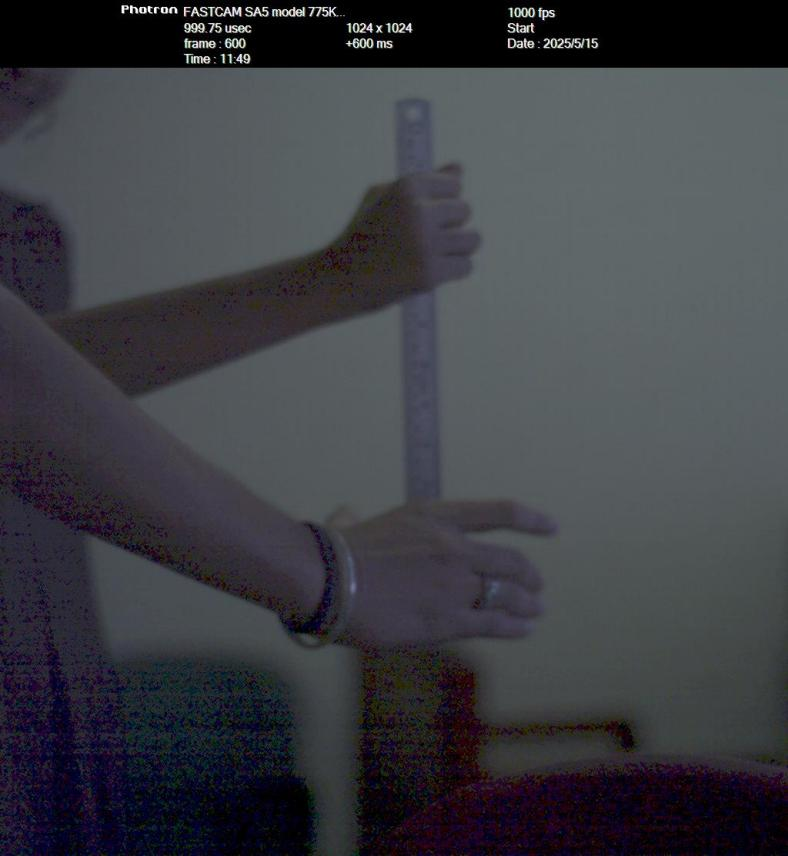 Photron FASTCAM SA5 model 775K... 1000 fps
999.75 usec 1024 x 1024 Start
frame : 600 +600 ms Date : 2025/5/15
Time : 11:49